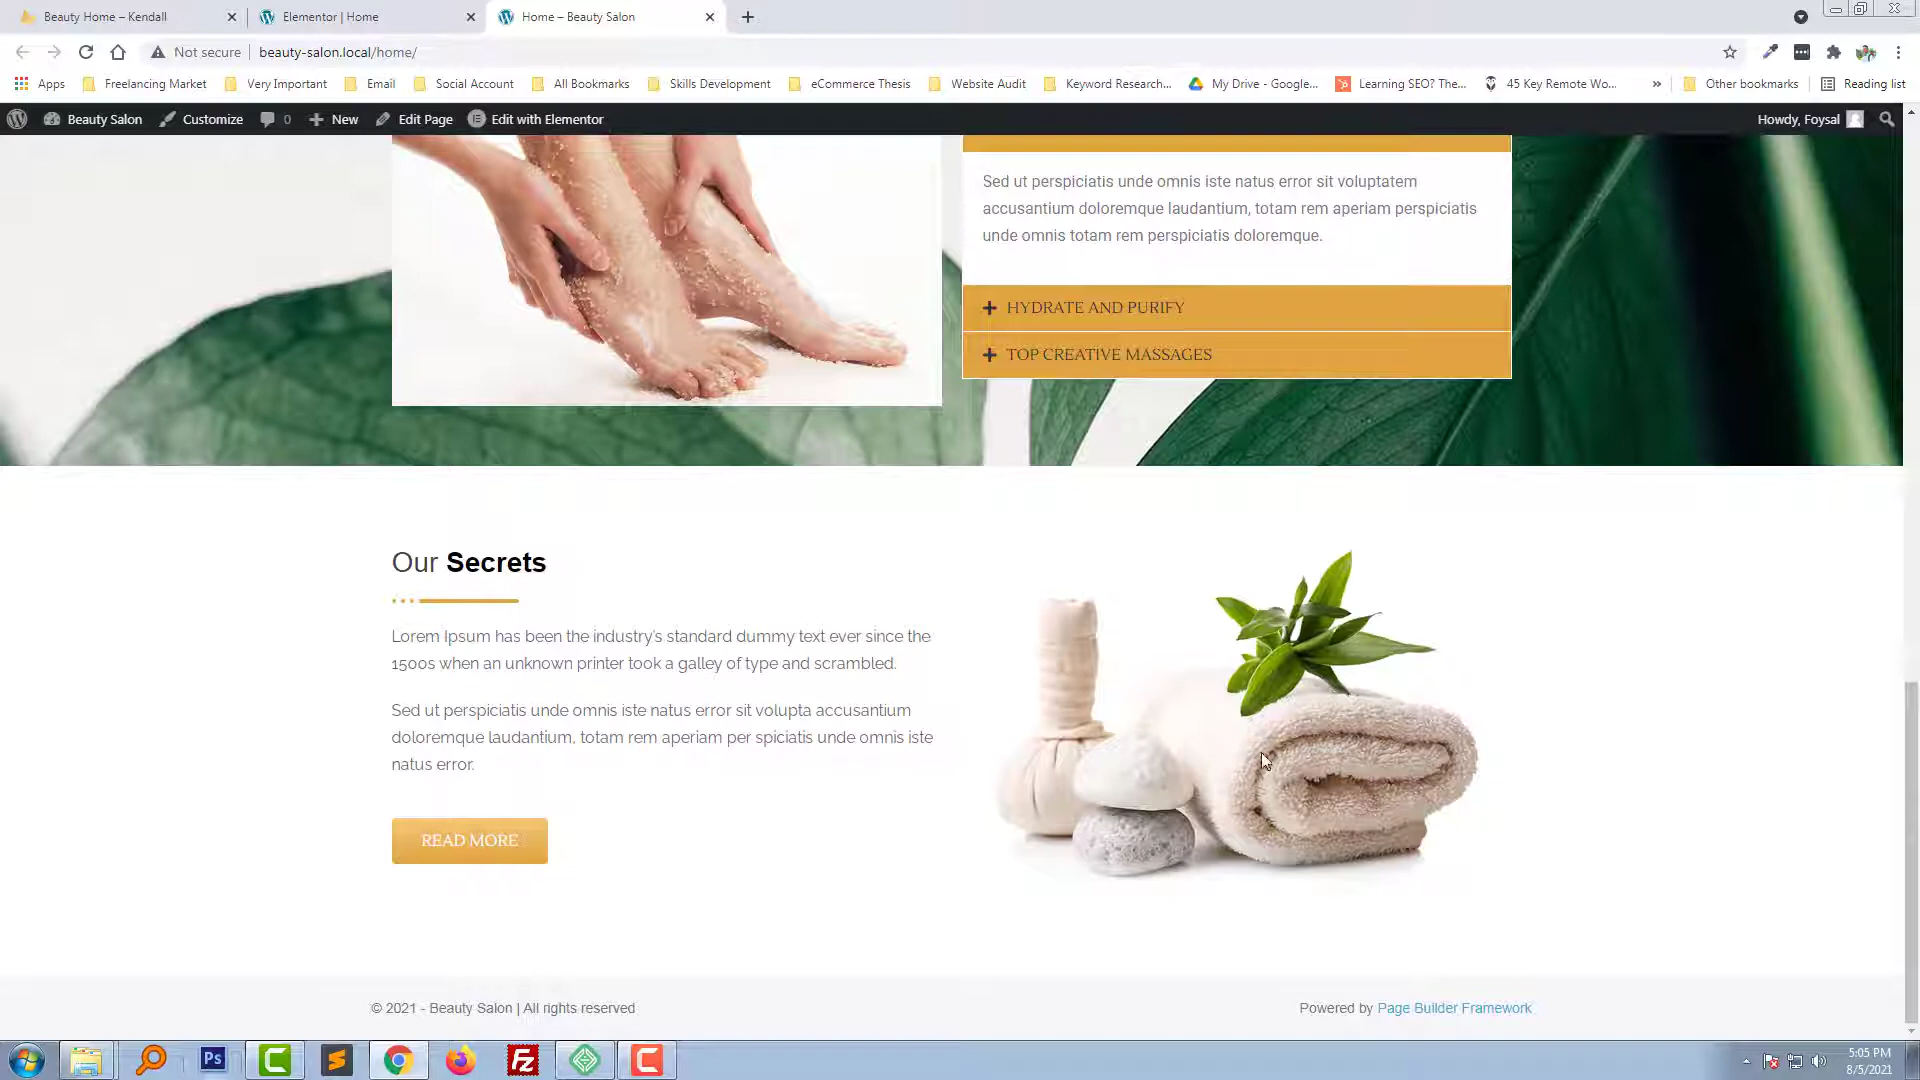 Beauty Home – Kendall
Elementor | Home
Home – Beauty Salon
Not secure
beauty-salon.local/home/
Apps
Freelancing Market
Very Important
Email
Social Account
All Bookmarks
Skills Development
eCommerce Thesis
Website Audit
Keyword Research...
My Drive - Google...
Learning SEO? The...
45 Key Remote Wo...
»
Other bookmarks
Reading list
Beauty Salon
Customize
0
New
Edit Page
Edit with Elementor
Howdy, Foysal
Sed ut perspiciatis unde omnis iste natus error sit voluptatem
accusantium doloremque laudantium, totam rem aperiam perspiciatis
unde omnis totam rem perspiciatis doloremque.
HYDRATE AND PURIFY
TOP CREATIVE MASSAGES
Our Secrets
Lorem Ipsum has been the industry's standard dummy text ever since the
1500s when an unknown printer took a galley of type and scrambled.
Sed ut perspiciatis unde omnis iste natus error sit volupta accusantium
doloremque laudantium, totam rem aperiam per spiciatis unde omnis iste
natus error.
READ MORE
© 2021 - Beauty Salon | All rights reserved
Powered by Page Builder Framework
Ps
Fz
5:05 PM
8/5/2021